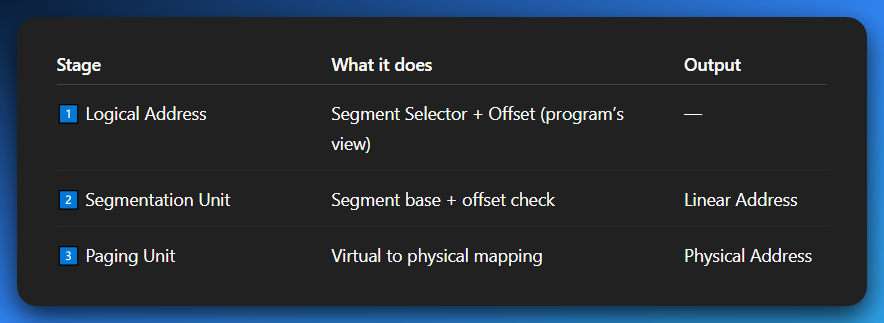 Stage What it does Output
1 Logical Address Segment Selector + Offset (program’s —
view)
2 Segmentation Unit Segment base + offset check Linear Address
3 Paging Unit Virtual to physical mapping Physical Address